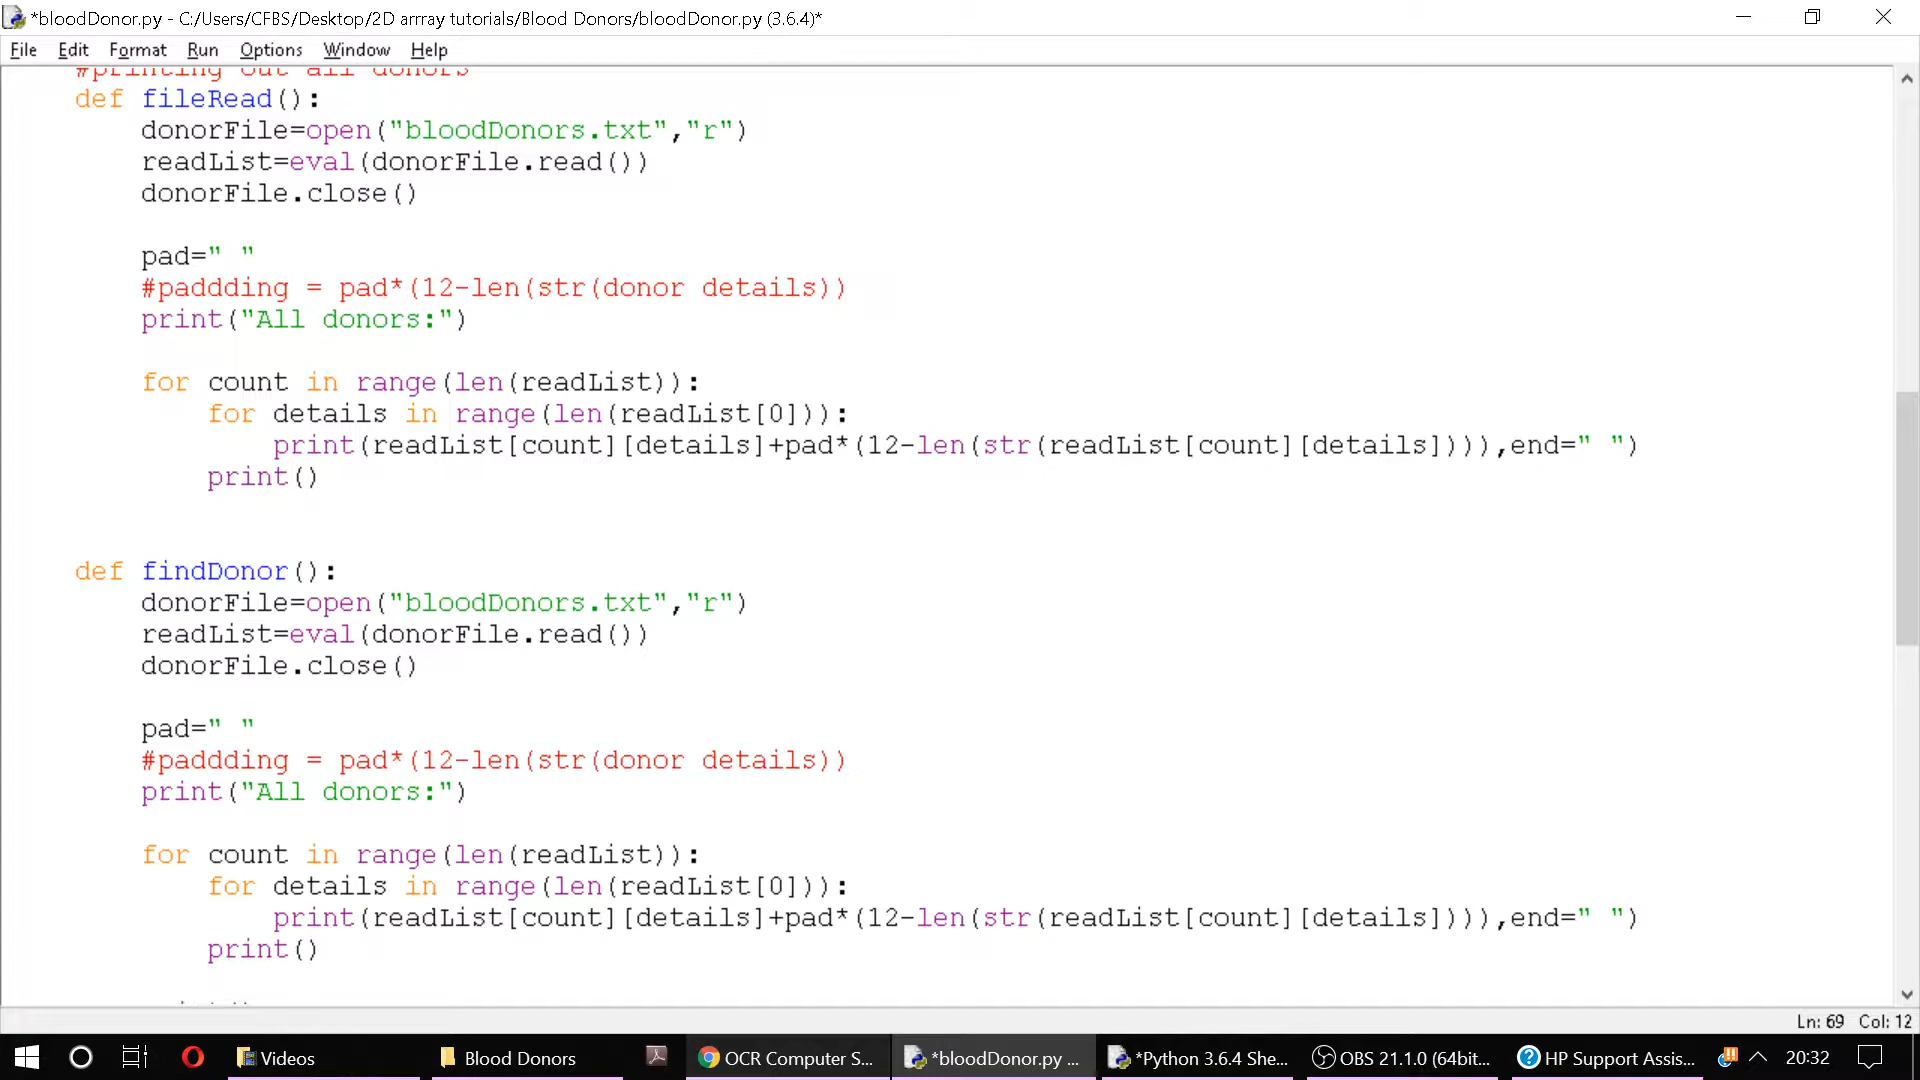 *bloodDonor.py - C:/Users/CFBS/Desktop/2D arrray tutorials/Blood Donors/bloodDonor.py (3.6.4)*
File Edit Format Run Options Window Help
#printing out all donors
def fileRead():
donorFile=open("bloodDonors.txt","r")
readList=eval(donorFile.read())
donorFile.close()
pad=" "
#paddding = pad*(12-len(str(donor details))
print("All donors:")
for count in range(len(readList)):
for details in range(len(readList[0])):
print(readList[count][details]+pad*(12-len(str(readList[count][details]))),end=" ")
print()
def findDonor():
donorFile=open("bloodDonors.txt","r")
readList=eval(donorFile.read())
donorFile.close()
pad=" "
#paddding = pad*(12-len(str(donor details))
print("All donors:")
for count in range(len(readList)):
for details in range(len(readList[0])):
print(readList[count][details]+pad*(12-len(str(readList[count][details]))),end=" ")
print()
Ln: 69 Col: 12
Videos Blood Donors OCR Computer S... *bloodDonor.py ... *Python 3.6.4 She... OBS 21.1.0 (64bit... HP Support Assis... 20:32